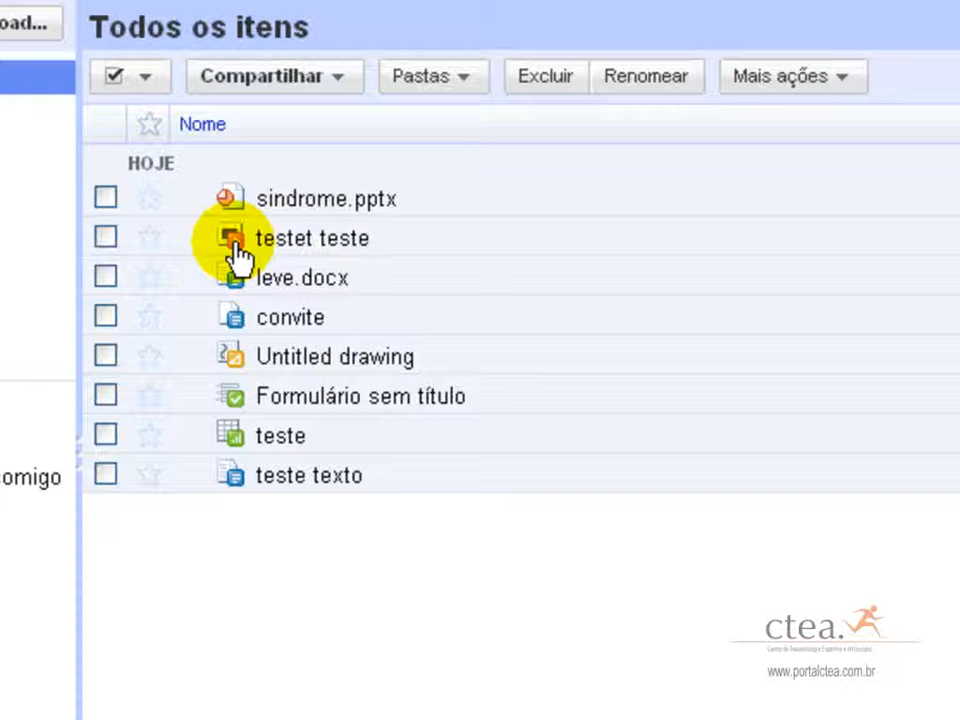 oad...
Todos os itens
Compartilhar
Pastas
Excluir
Renomear
Mais ações
Nome
HOJE
sindrome.pptx
testet teste
leve.docx
convite
Untitled drawing
Formulário sem título
teste
comigo
teste texto
ctea.
www.portalctea.com.br